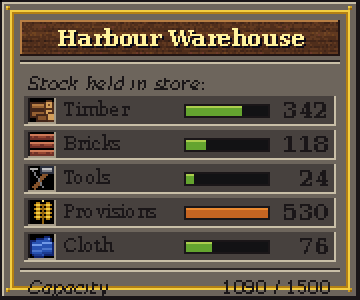 Harbour Warehouse
Stock held in store:
Timber 342
Bricks 118
Tools 24
Provisions 530
Cloth 76
Capacity 1090 / 1500